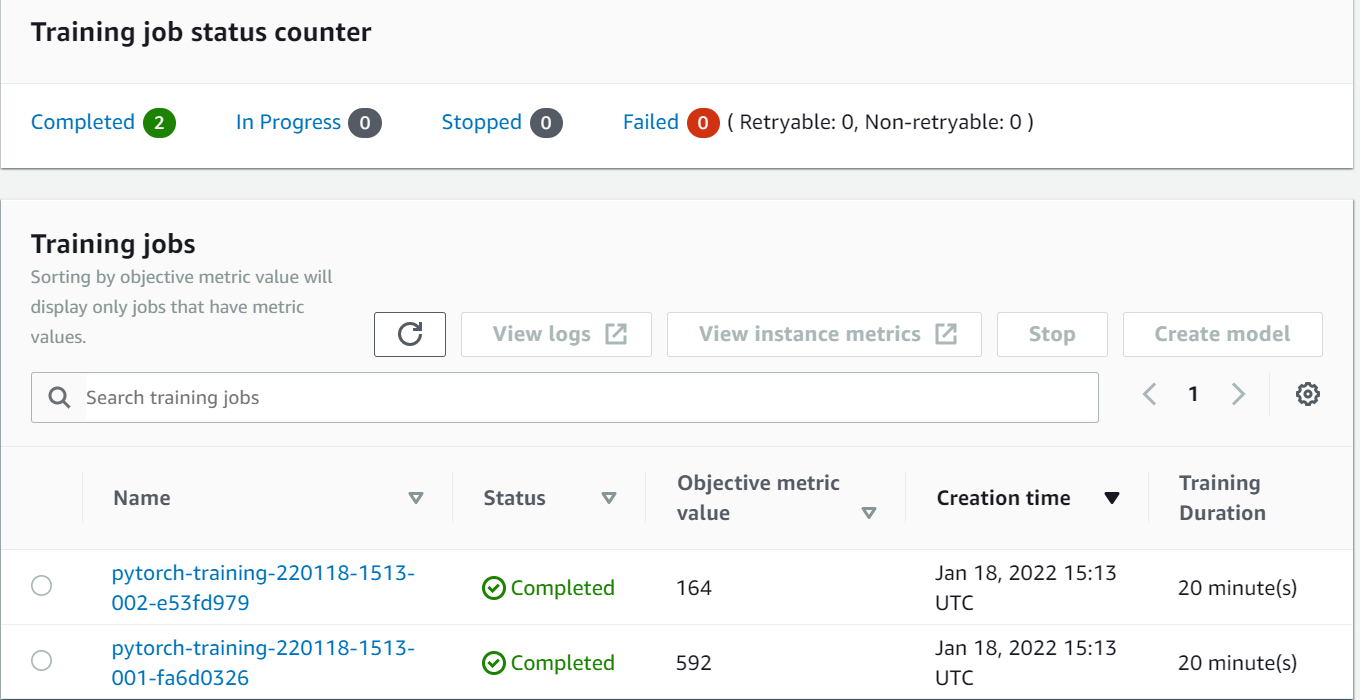 Training job status counter
Completed 2 In Progress 0 Stopped 0 Failed 0 ( Retryable: 0, Non-retryable: 0 )
Training jobs
Sorting by objective metric value will
display only jobs that have metric
values.
View logs View instance metrics Stop Create model
Search training jobs 1
Name Status Objective metric value Creation time Training Duration
pytorch-training-220118-1513-
002-e53fd979
Completed
164
Jan 18, 2022 15:13
UTC
20 minute(s)
pytorch-training-220118-1513-
001-fa6d0326
Completed
592
Jan 18, 2022 15:13
UTC
20 minute(s)